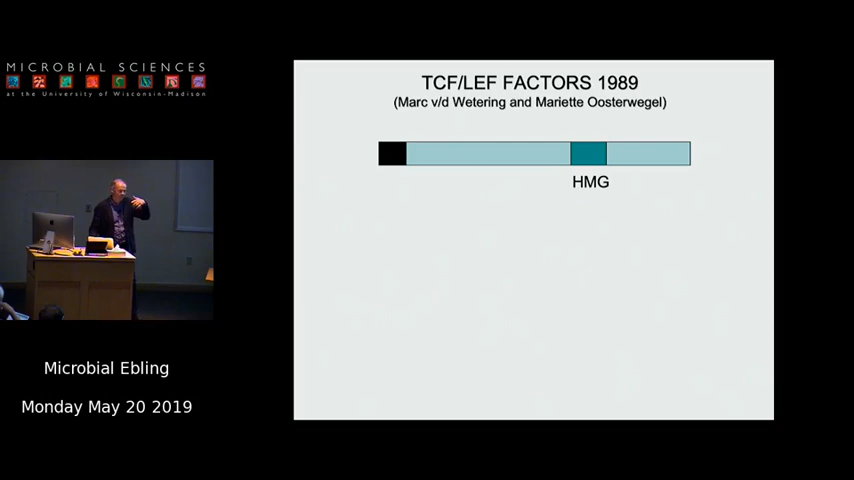 MICROBIAL SCIENCES
at the University of Wisconsin-Madison
TCF/LEF FACTORS 1989
(Marc v/d Wetering and Mariette Oosterwegel)
HMG
Microbial Ebling
Monday May 20 2019